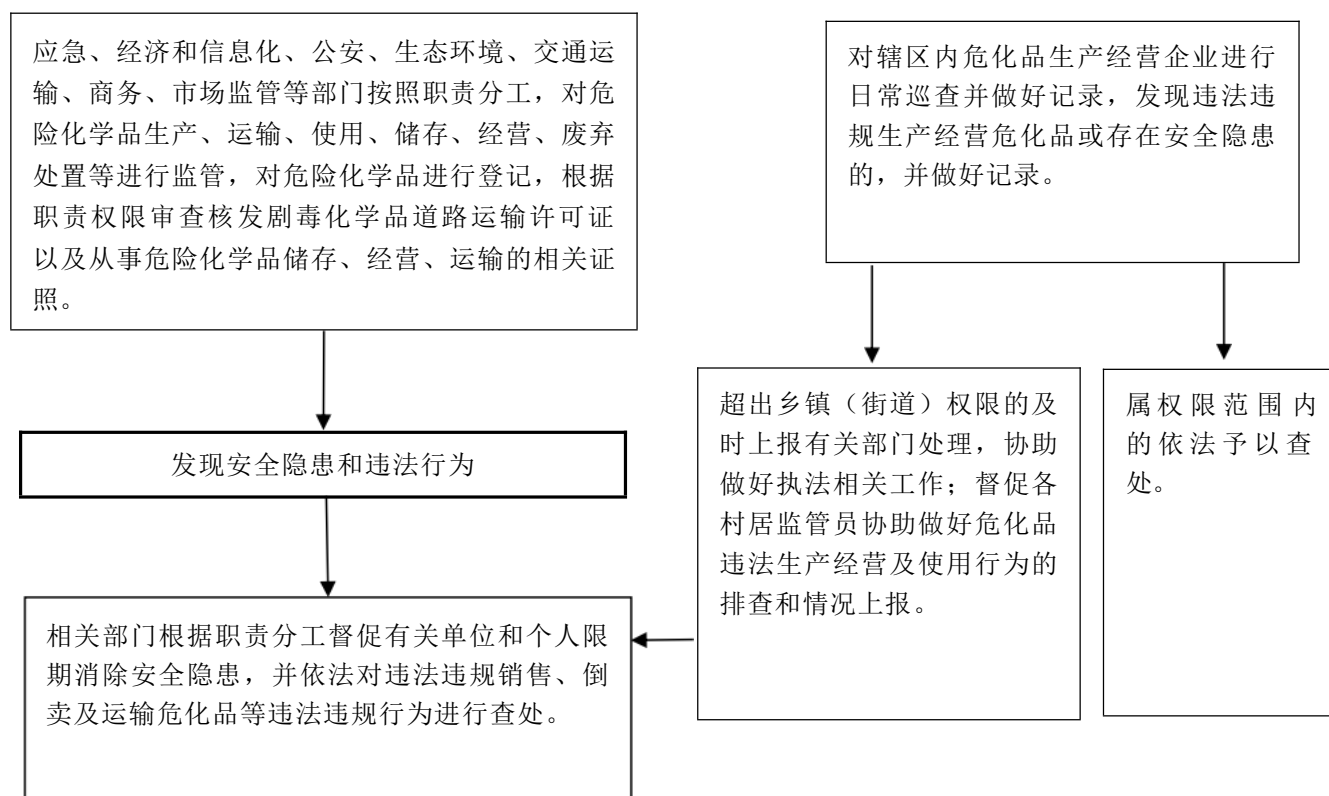 应急、经济和信息化、公安、生态环境、交通运
输、商务、市场监管等部门按照职责分工，对危
险化学品生产、运输、使用、储存、经营、废弃
处置等进行监管，对危险化学品进行登记，根据
职责权限审查核发剧毒化学品道路运输许可证
以及从事危险化学品储存、经营、运输的相关证
照。
发现安全隐患和违法行为
相关部门根据职责分工督促有关单位和个人限
期消除安全隐患，并依法对违法违规销售、倒
卖及运输危化品等违法违规行为进行查处。
对辖区内危化品生产经营企业进行
日常巡查并做好记录，发现违法违
规生产经营危化品或存在安全隐患
的，并做好记录。
超出乡镇（街道）权限的及
时上报有关部门处理，协助
做好执法相关工作；督促各
村居监管员协助做好危化品
违法生产经营及使用行为的
排查和情况上报。
属权限范围内
的依法予以查
处。